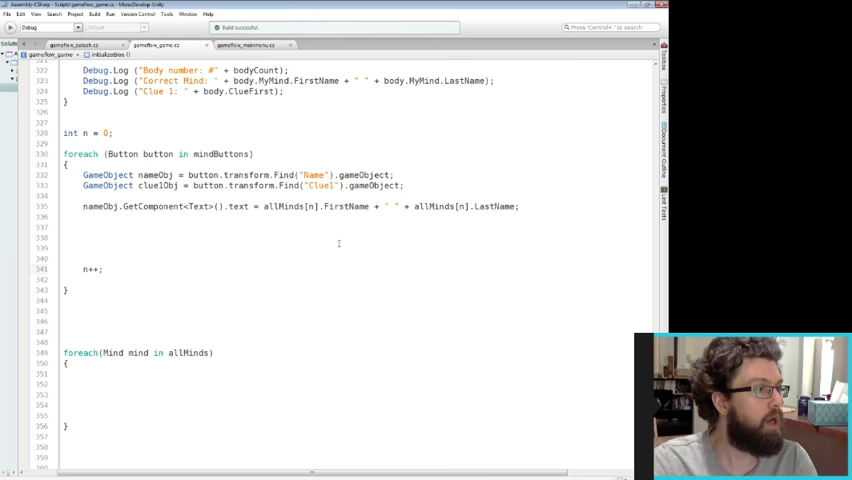 Assembly-CSharp - Scripts\gameflow_game.cs - MonoDevelop-Unity
File Edit View Search Project Build Run Version Control Tools Window Help
Debug Default Build successful. Press 'Control+,' to search
Solution gameflow_splash.cs gameflow_game.cs gameflow_mainmenu.cs
gameflow_game initializeBios ()
321
322 Debug.Log ("Body number: #" + bodyCount);
323 Debug.Log ("Correct Mind: " + body.MyMind.FirstName + " " + body.MyMind.LastName);
324 Debug.Log ("Clue 1: " + body.ClueFirst);
325 }
326
327
328 int n = 0;
329
330 foreach (Button button in mindButtons)
331 {
332 GameObject nameObj = button.transform.Find("Name").gameObject;
333 GameObject clue1Obj = button.transform.Find("Clue1").gameObject;
334
335 nameObj.GetComponent<Text>().text = allMinds[n].FirstName + " " + allMinds[n].LastName;
336
337
338
339
340
341 n++;
342
343 }
344
345
346
347
348
349 foreach(Mind mind in allMinds)
350 {
351
352
353
354
355
356 }
357
358
359
360
Toolbox
Properties
Document Outline
Unit Tests